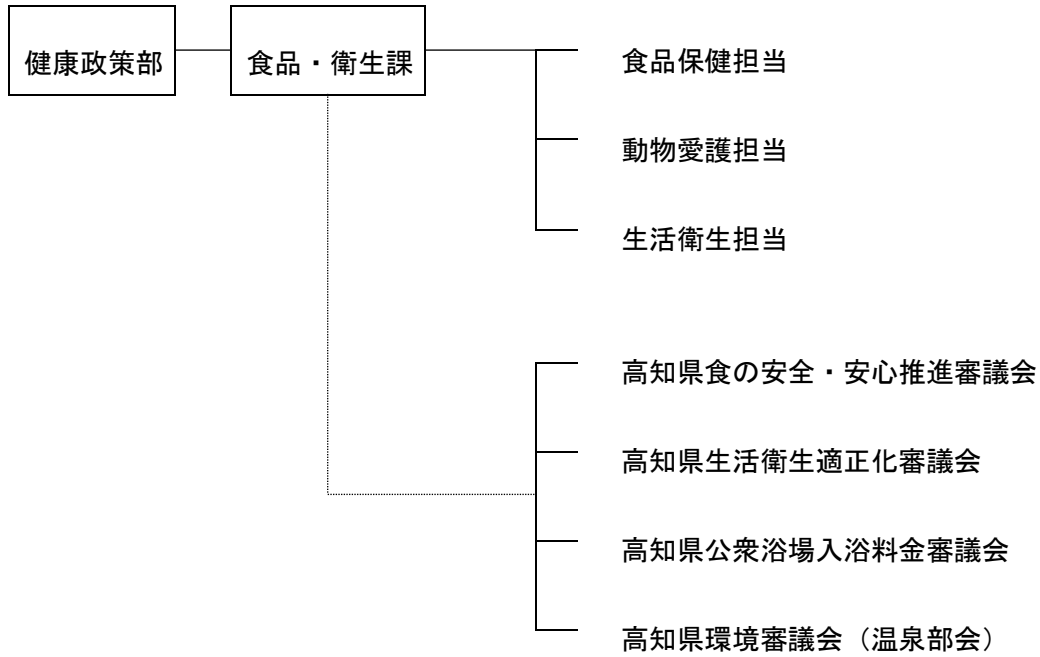 健康政策部
食品・衛生課
食品保健担当
動物愛護担当
生活衛生担当
高知県食の安全・安心推進審議会
高知県生活衛生適正化審議会
高知県公衆浴場入浴料金審議会
高知県環境審議会（温泉部会）